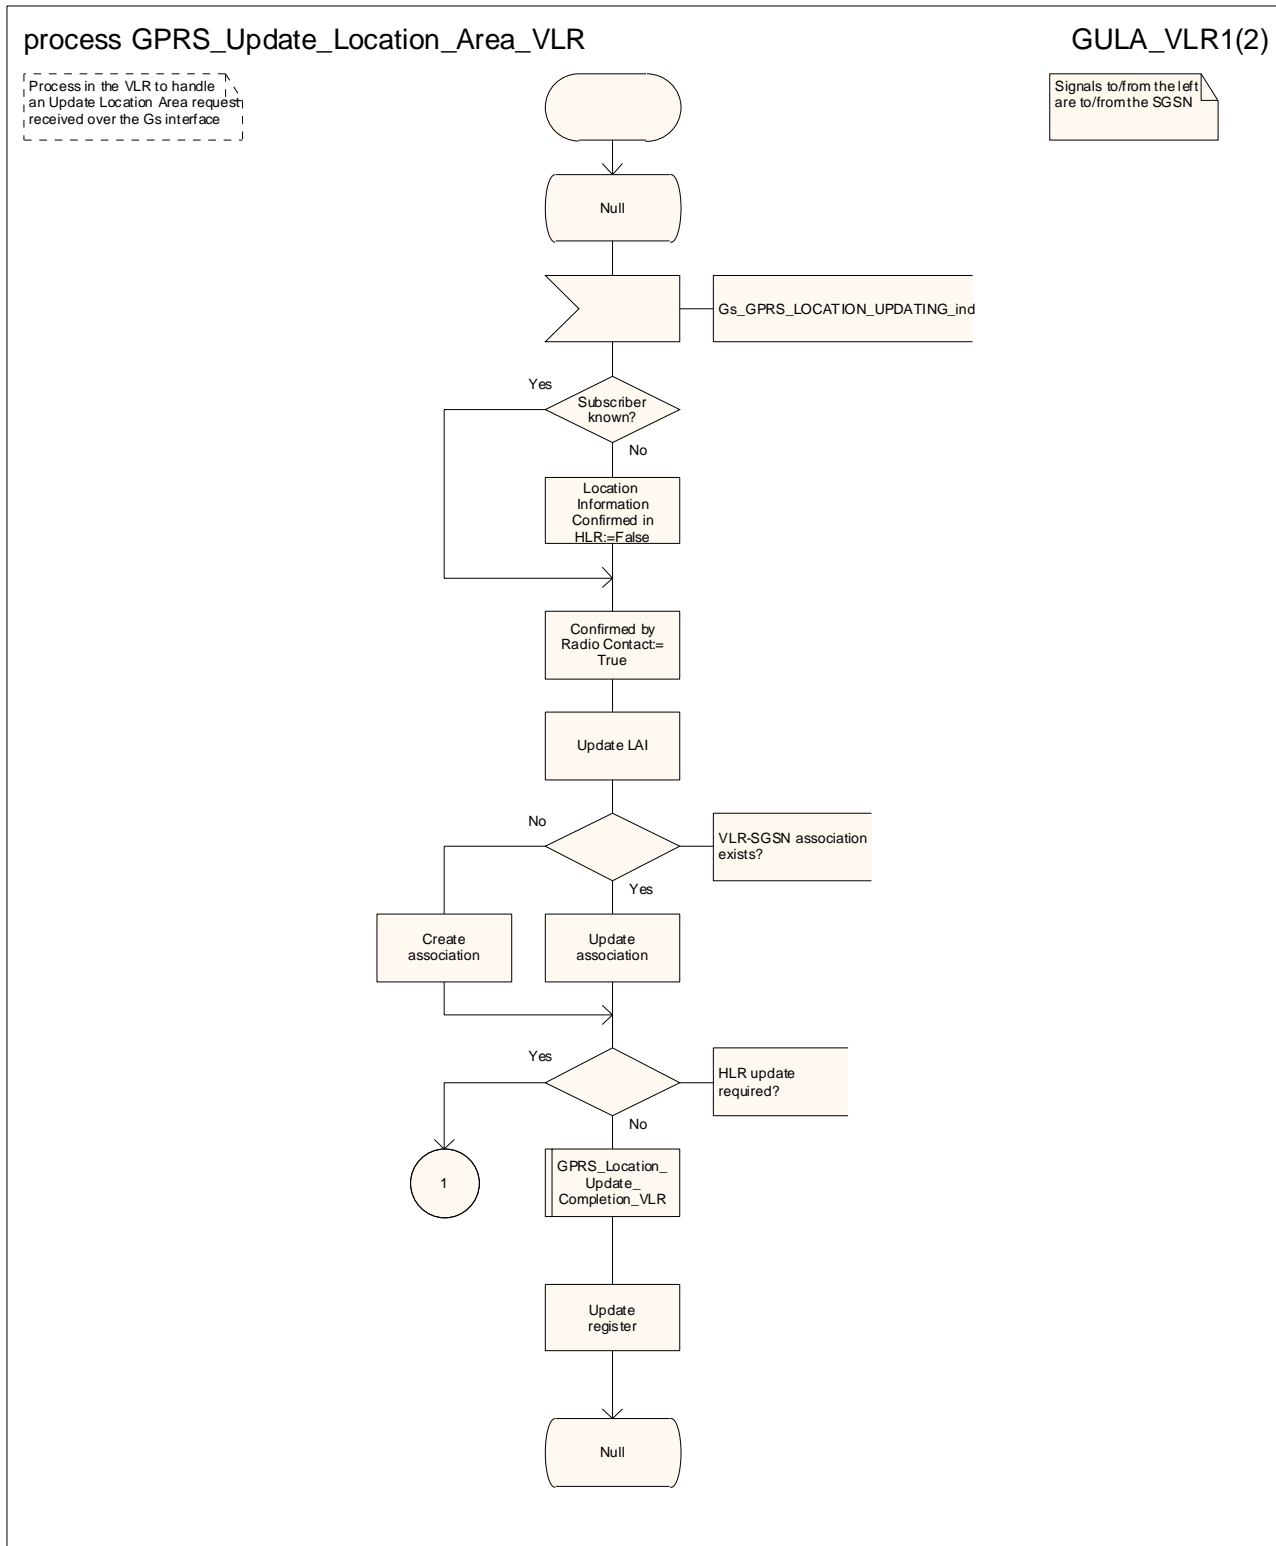 process GPRS_Update_Location_Area_VLR
GULA_VLR1(2)
Process in the VLR to handle
an Update Location Area request
received over the Gs interface
Signals to/from the left
are to/from the SGSN
Null
Gs_GPRS_LOCATION_UPDATING_ind
Yes
Subscriber
known?
No
Location
Information
Confirmed in
HLR:=False
Confirmed by
Radio Contact:=
True
Update LAI
No
VLR-SGSN association
exists?
Yes
Create
association
Update
association
Yes
HLR update
required?
No
1
GPRS_Location_
Update_
Completion_VLR
Update
register
Null